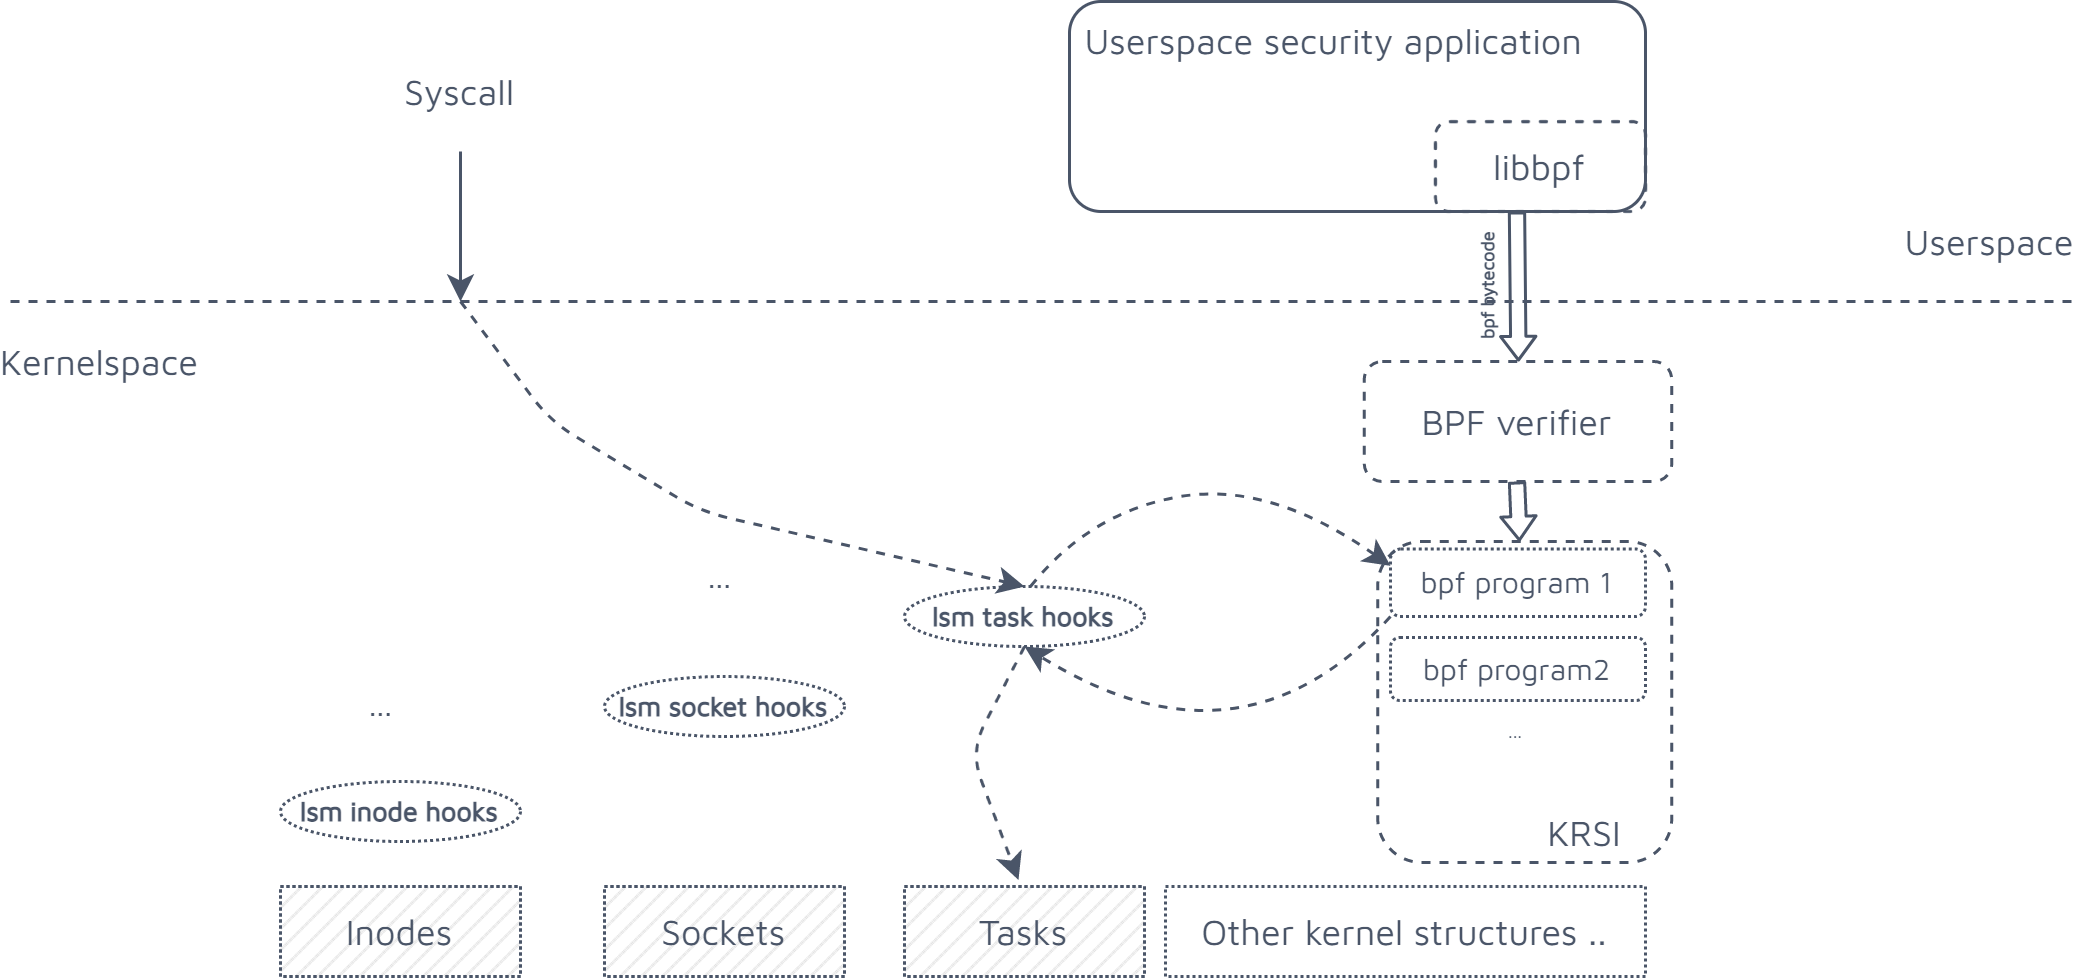 Userspace security application
Syscall
libbpf
bpf bytecode
Userspace
Kernelspace
BPF verifier
...
lsm task hooks
bpf program 1
bpf program2
...
lsm socket hooks
...
lsm inode hooks
KRSI
Inodes
Sockets
Tasks
Other kernel structures ..